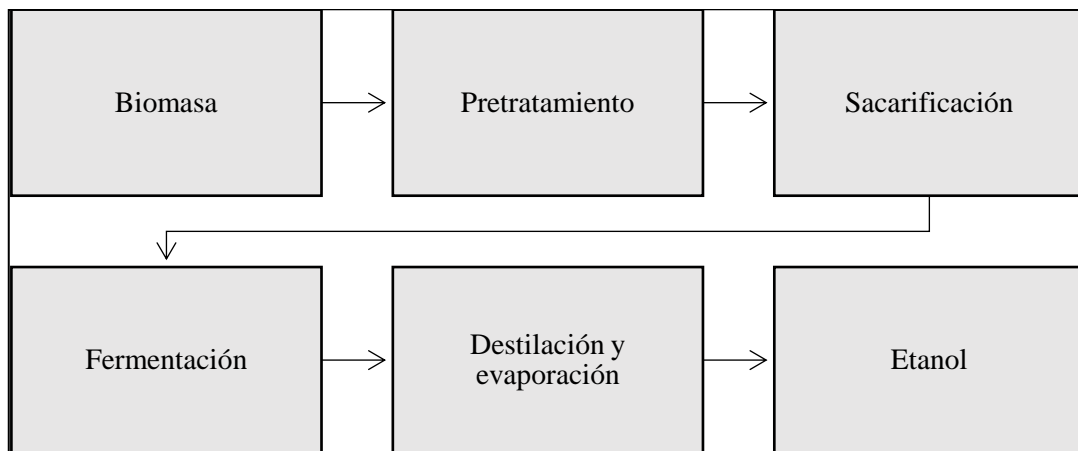 Biomasa
Pretratamiento
Sacarificación
Fermentación
Destilación y
evaporación
Etanol